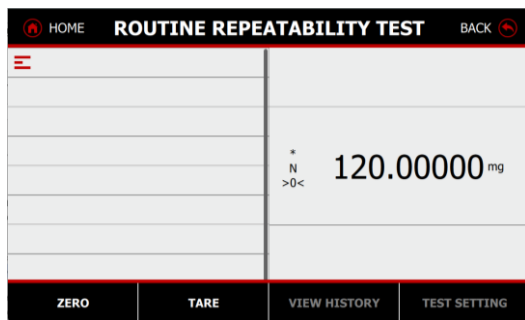 HOME ROUTINE REPEATABILITY TEST BACK
*
N 120.00000 mg
>0<
ZERO TARE VIEW HISTORY TEST SETTING